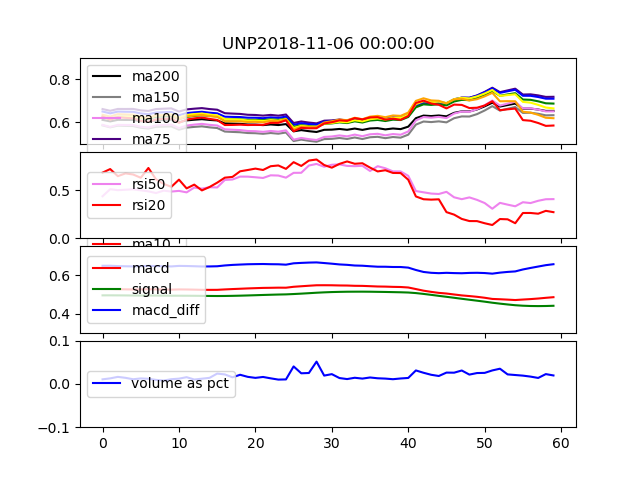 UNP2018-11-06 00:00:00
0.8
0.6
ma200
ma150
ma100
ma75
0.5
0.0
rsi50
rsi20
ma10
0.6
0.4
macd
signal
macd_diff
0.1
0.0
−0.1
volume as pct
0 10 20 30 40 50 60